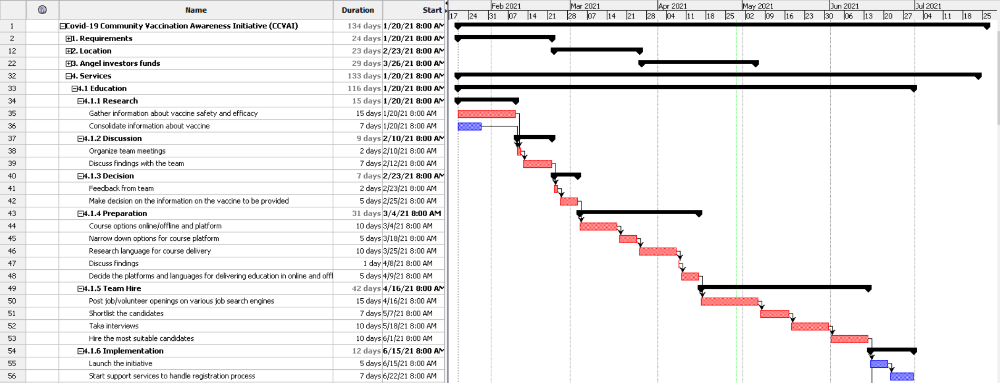 Name Duration Start
Feb 2021 Mar 2021 Apr 2021 May 2021 Jun 2021 Jul 2021
17 24 31 07 14 21 28 07 14 21 28 04 11 18 25 02 09 16 23 30 06 13 20 27 04 11 18 25
1 Covid-19 Community Vaccination Awareness Initiative (CCVAI) 134 days 1/20/21 8:00 AM
2 1. Requirements 24 days 1/20/21 8:00 AM
12 2. Location 23 days 2/23/21 8:00 AM
22 3. Angel investors funds 29 days 3/26/21 8:00 AM
32 4. Services 133 days 1/20/21 8:00 AM
33 4.1 Education 116 days 1/20/21 8:00 AM
34 4.1.1 Research 15 days 1/20/21 8:00 AM
35 Gather information about vaccine safety and efficacy 15 days 1/20/21 8:00 AM
36 Consolidate information about vaccine 7 days 1/20/21 8:00 AM
37 4.1.2 Discussion 9 days 2/10/21 8:00 AM
38 Organize team meetings 2 days 2/10/21 8:00 AM
39 Discuss findings with the team 7 days 2/12/21 8:00 AM
40 4.1.3 Decision 7 days 2/23/21 8:00 AM
41 Feedback from team 2 days 2/23/21 8:00 AM
42 Make decision on the information on the vaccine to be provided 5 days 2/25/21 8:00 AM
43 4.1.4 Preparation 31 days 3/4/21 8:00 AM
44 Course options online/offline and platform 10 days 3/4/21 8:00 AM
45 Narrow down options for course platform 5 days 3/18/21 8:00 AM
46 Research language for course delivery 10 days 3/25/21 8:00 AM
47 Discuss findings 1 day 4/8/21 8:00 AM
48 Decide the platforms and languages for delivering education in online and offl 5 days 4/9/21 8:00 AM
49 4.1.5 Team Hire 42 days 4/16/21 8:00 AM
50 Post job/volunteer openings on various job search engines 15 days 4/16/21 8:00 AM
51 Shortlist the candidates 7 days 5/7/21 8:00 AM
52 Take interviews 10 days 5/18/21 8:00 AM
53 Hire the most suitable candidates 10 days 6/1/21 8:00 AM
54 4.1.6 Implementation 12 days 6/15/21 8:00 AM
55 Launch the initiative 5 days 6/15/21 8:00 AM
56 Start support services to handle registration process 7 days 6/22/21 8:00 AM